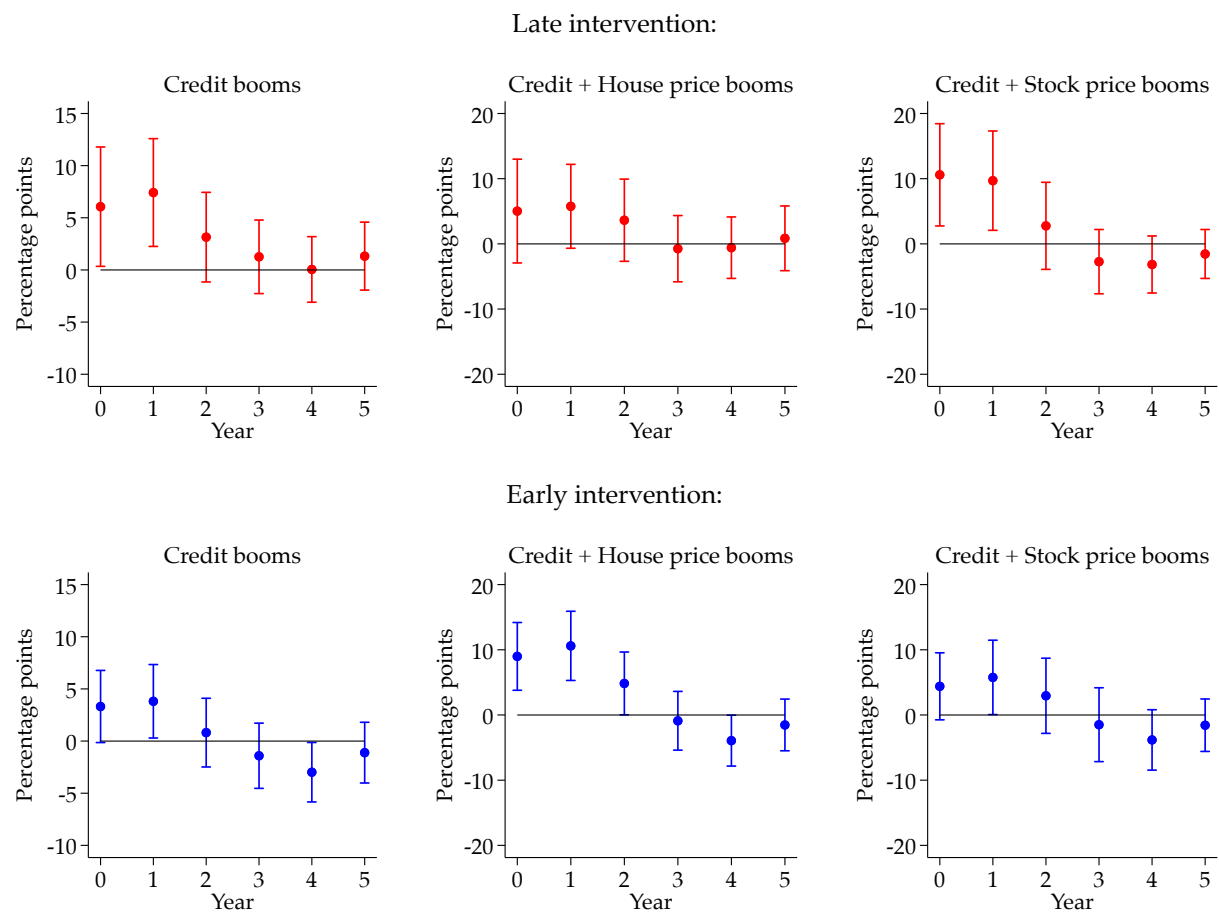 Late intervention:
Credit booms
Credit + House price booms
Credit + Stock price booms
Percentage points
15
10
5
0
-5
-10
0 1 2 3 4 5
Year
Percentage points
20
10
0
-10
-20
0 1 2 3 4 5
Year
Percentage points
20
10
0
-10
-20
0 1 2 3 4 5
Year
Early intervention:
Credit booms
Credit + House price booms
Credit + Stock price booms
Percentage points
15
10
5
0
-5
-10
0 1 2 3 4 5
Year
Percentage points
20
10
0
-10
-20
0 1 2 3 4 5
Year
Percentage points
20
10
0
-10
-20
0 1 2 3 4 5
Year